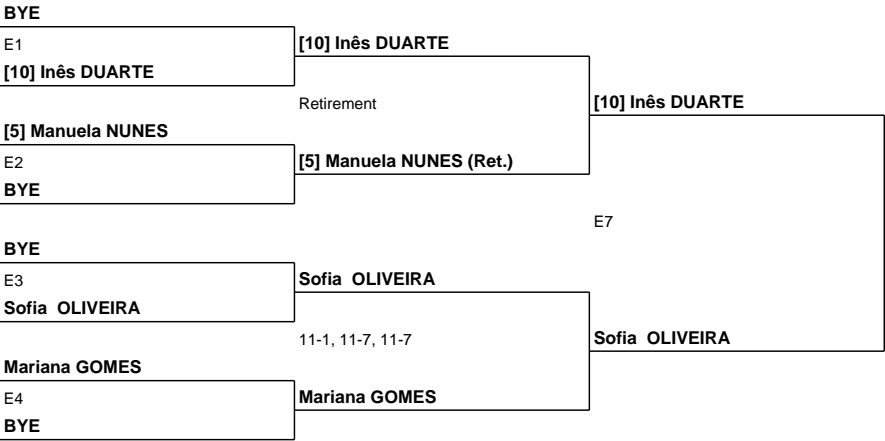 BYE
E1
[10] Inês DUARTE
[10] Inês DUARTE
Retirement
[10] Inês DUARTE
[5] Manuela NUNES
E2
[5] Manuela NUNES (Ret.)
BYE
E7
BYE
E3
Sofia OLIVEIRA
Sofia OLIVEIRA
11-1, 11-7, 11-7
Sofia OLIVEIRA
Mariana GOMES
E4
Mariana GOMES
BYE